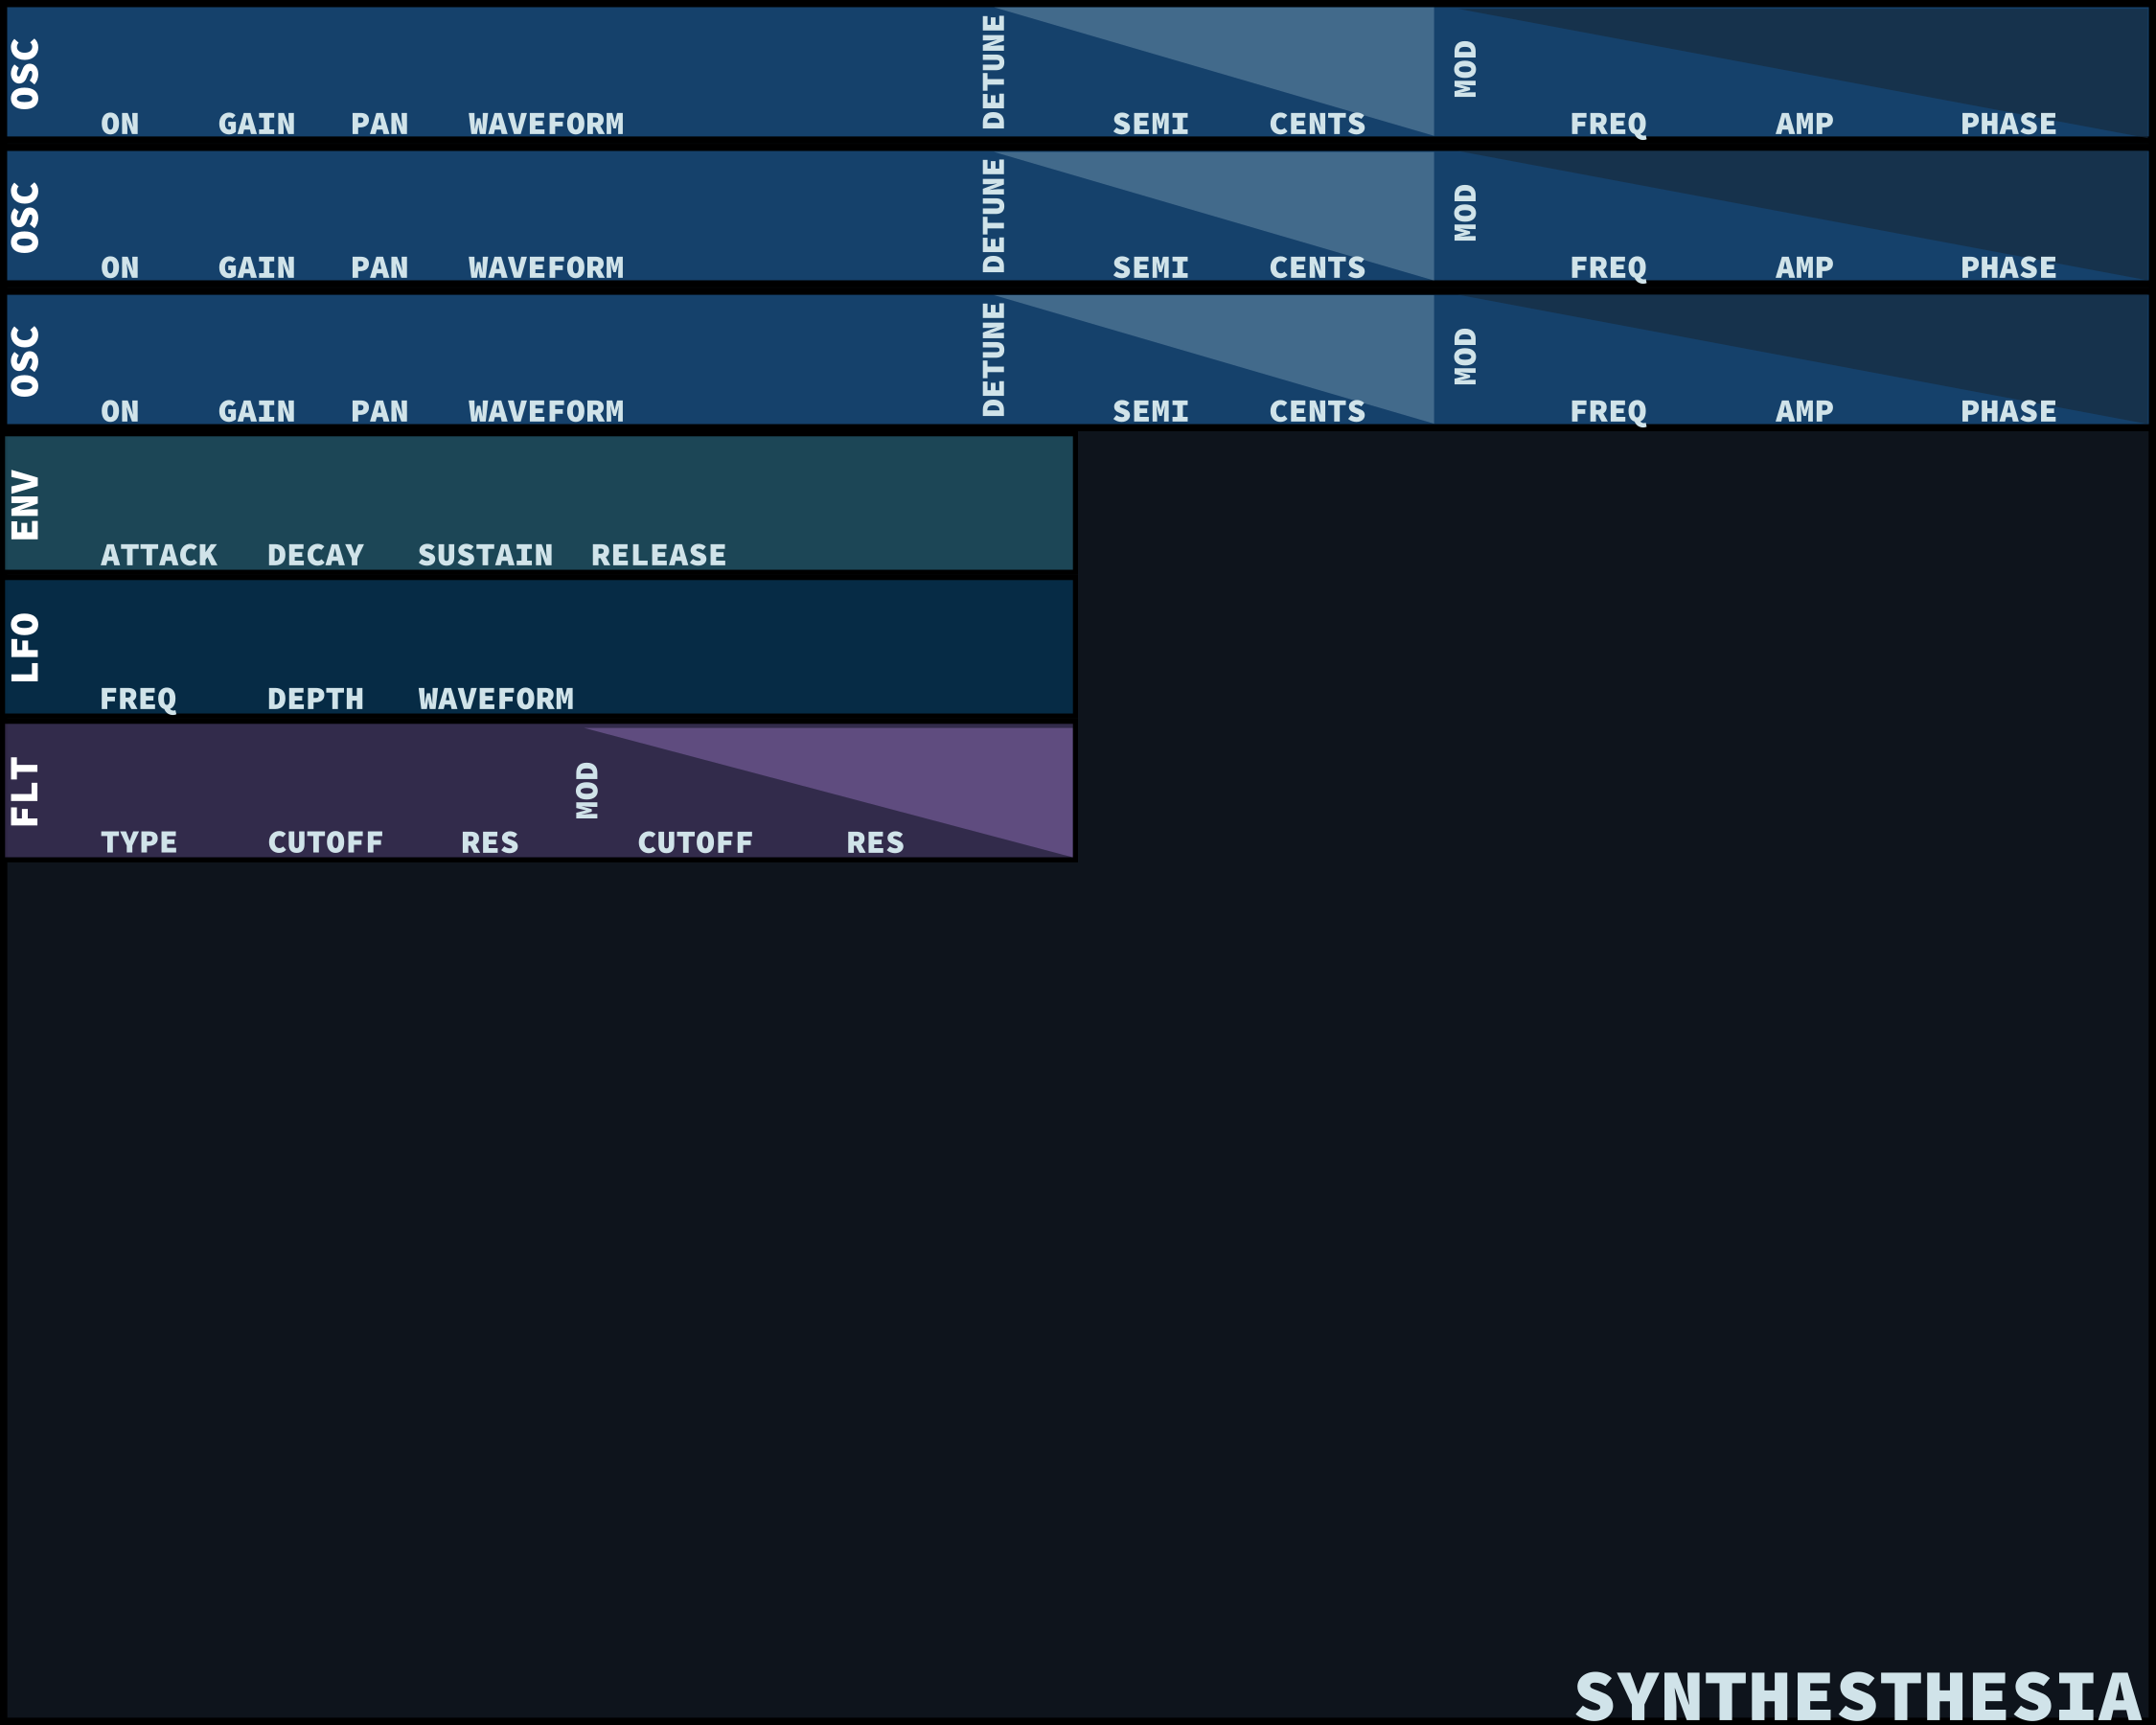 OSC ON GAIN PAN WAVEFORM DETUNE SEMI CENTS MOD FREQ AMP PHASE
OSC ON GAIN PAN WAVEFORM DETUNE SEMI CENTS MOD FREQ AMP PHASE
OSC ON GAIN PAN WAVEFORM DETUNE SEMI CENTS MOD FREQ AMP PHASE
ENV ATTACK DECAY SUSTAIN RELEASE
LFO FREQ DEPTH WAVEFORM
FLT TYPE CUTOFF RES MOD CUTOFF RES
SYNTHESTHESIA